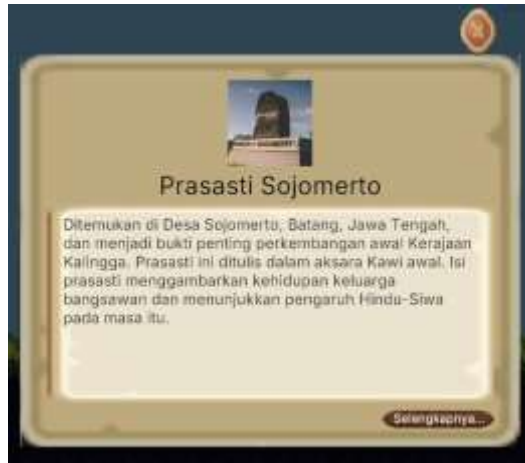 Prasasti Sojomerto
Ditemukan di Desa Sojomerto, Batang, Jawa Tengah,
dan menjadi bukti penting perkembangan awal Kerajaan
Kalingga. Prasasti ini ditulis dalam aksara Kawi awal. Isi
prasasti menggambarkan kehidupan keluarga
bangsawan dan menunjukkan pengaruh Hindu-Siwa
pada masa itu.
Selengkapnya...